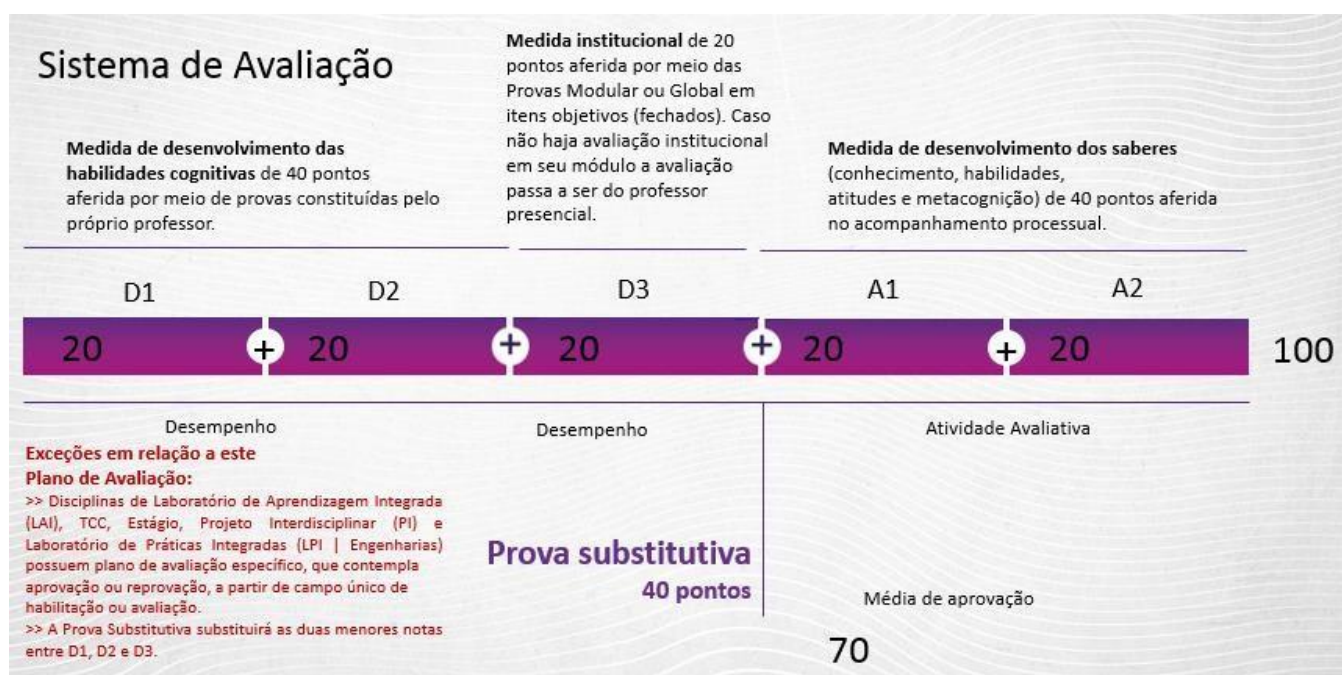 Sistema de Avaliação
Medida de desenvolvimento das
habilidades cognitivas de 40 pontos
aferida por meio de provas constituídas pelo
próprio professor.
Medida institucional de 20
pontos aferida por meio das
Provas Modular ou Global em
itens objetivos (fechados). Caso
não haja avaliação institucional
em seu módulo a avaliação
passa a ser do professor
presencial.
Medida de desenvolvimento dos saberes
(conhecimento, habilidades,
atitudes e metacognição) de 40 pontos aferida
no acompanhamento processual.
D1 D2 D3 A1 A2
20 + 20 + 20 + 20 + 20 100
Desempenho
Desempenho
Atividade Avaliativa
Exceções em relação a este
Plano de Avaliação:
>> Disciplinas de Laboratório de Aprendizagem Integrada
(LAI), TCC, Estágio, Projeto Interdisciplinar (PI) e
Laboratório de Práticas Integradas (LPI | Engenharias)
possuem plano de avaliação específico, que contempla
aprovação ou reprovação, a partir de campo único de
habilitação ou avaliação.
>> A Prova Substitutiva substituirá as duas menores notas
entre D1, D2 e D3.
Prova substitutiva
40 pontos
Média de aprovação
70